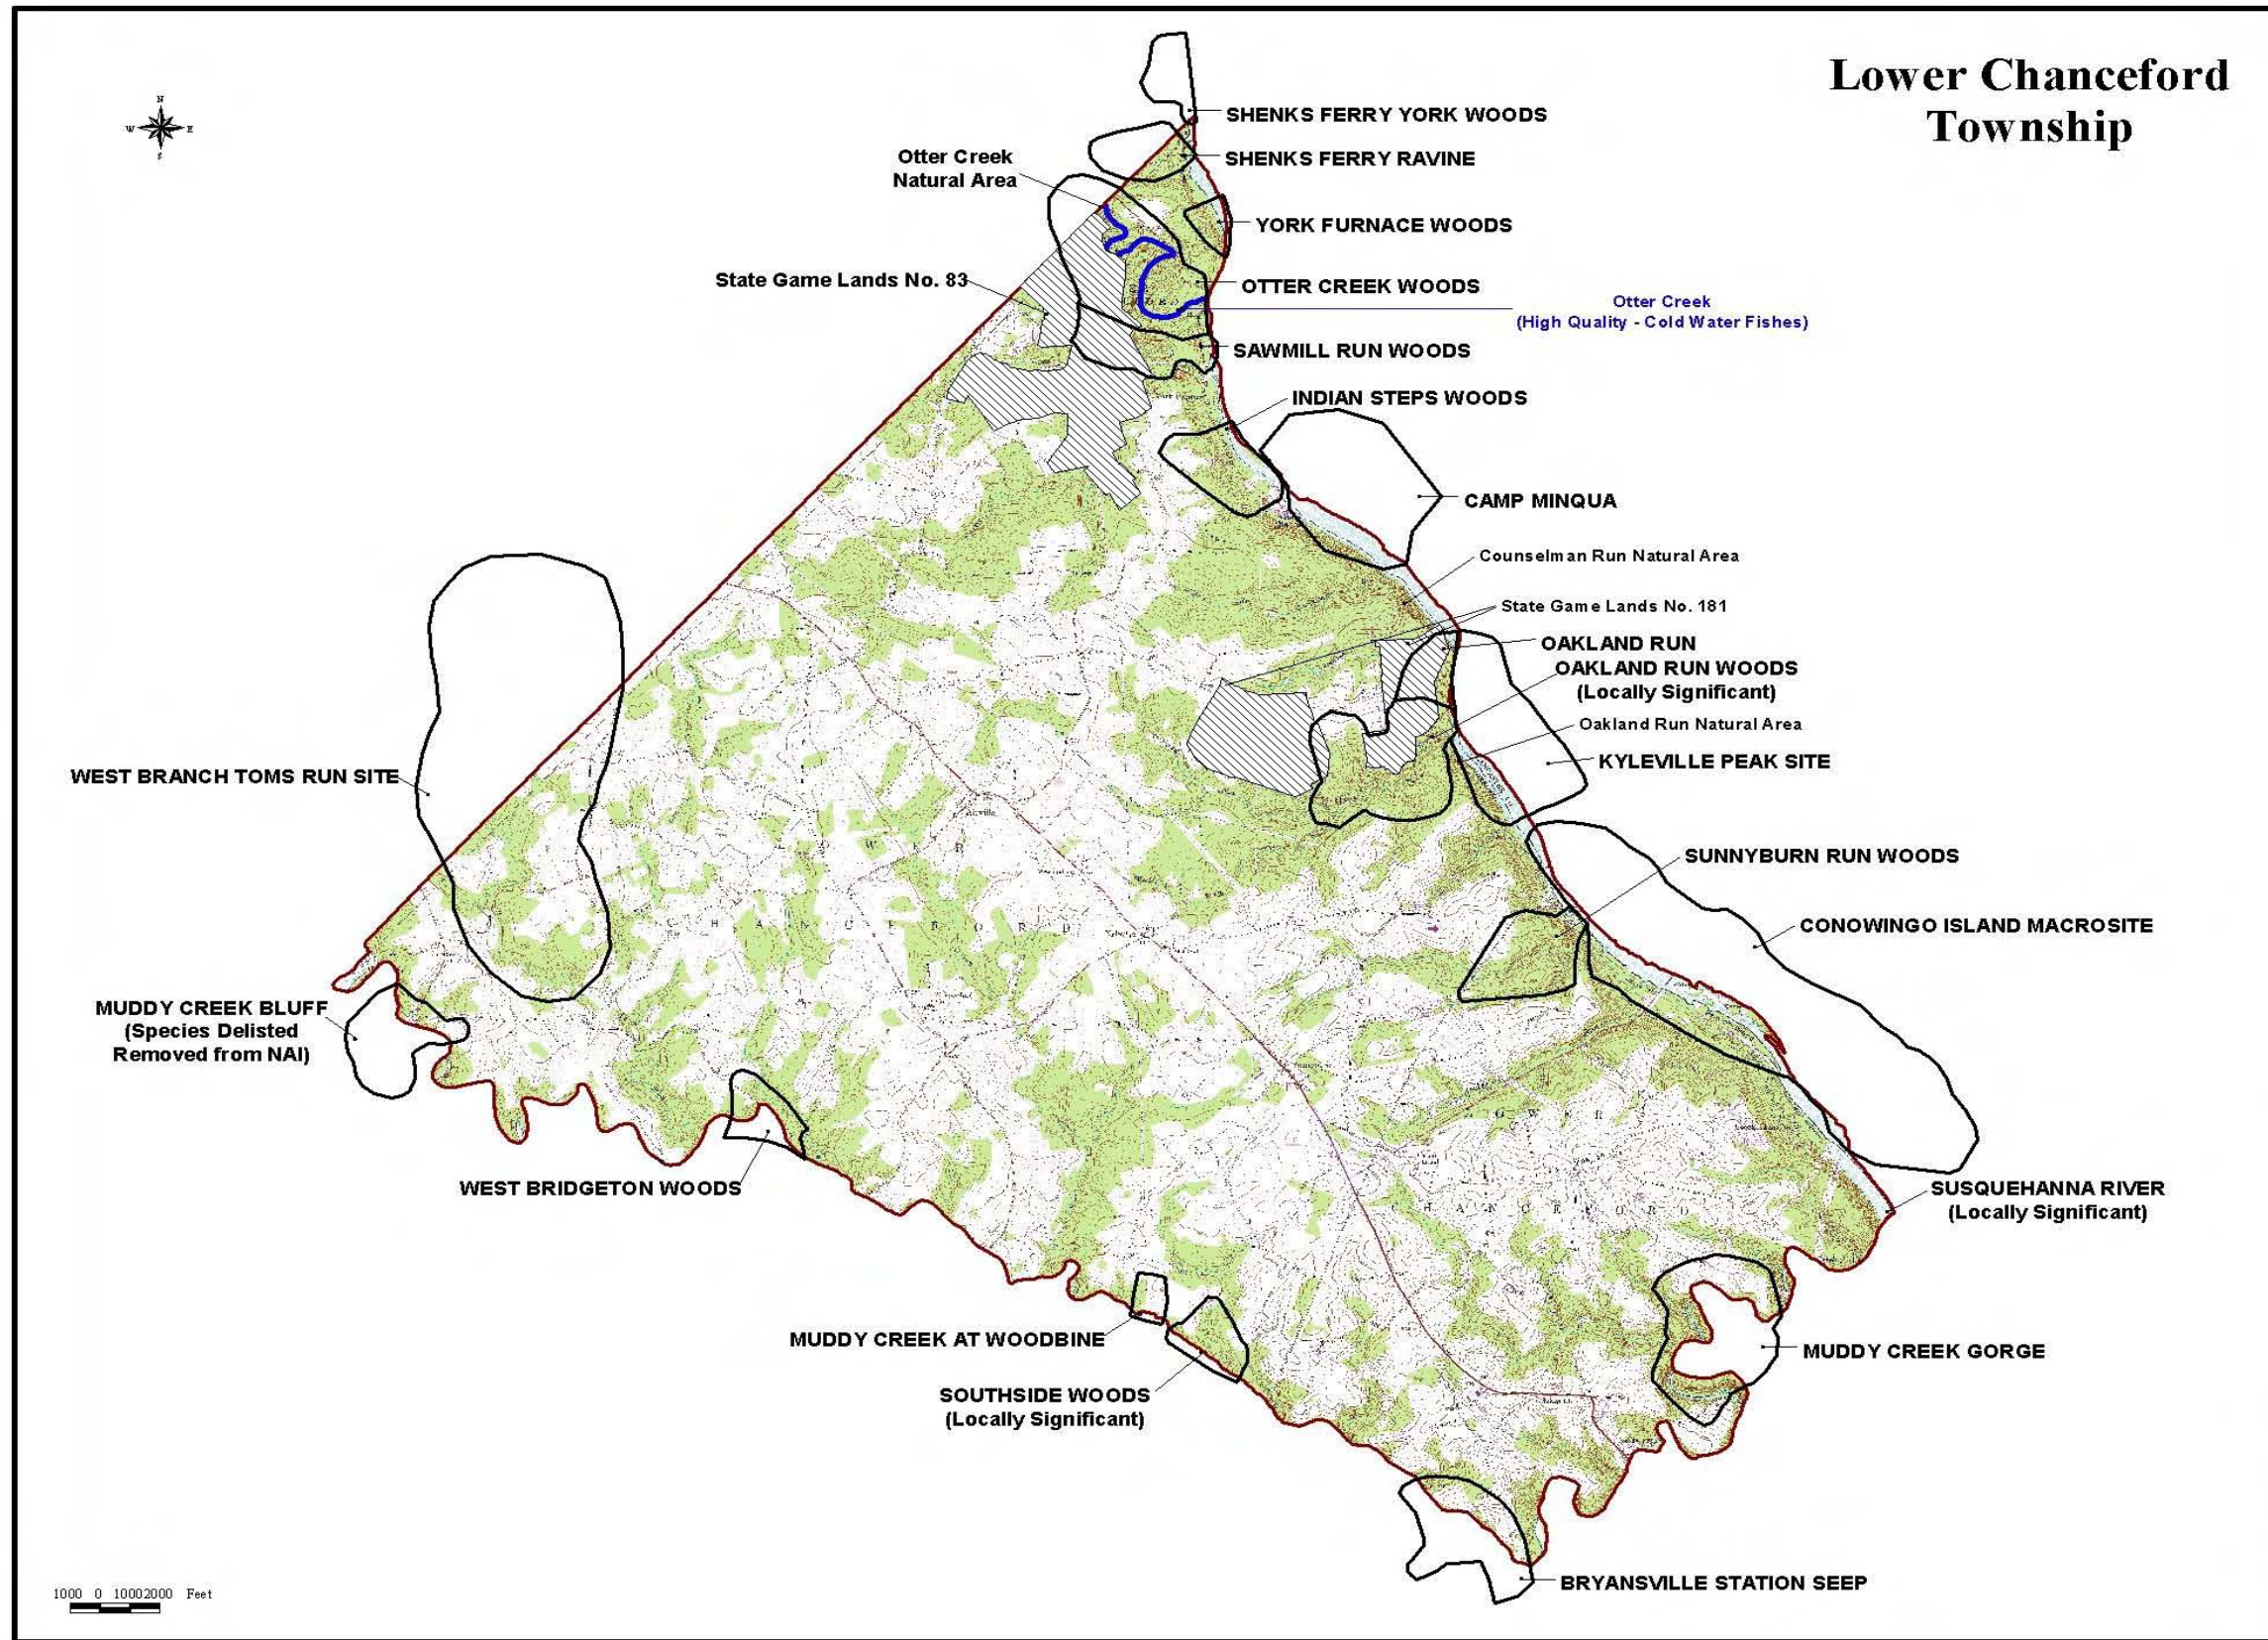 Lower Chanceford
Township
N
W E
S
SHENKS FERRY YORK WOODS
SHENKS FERRY RAVINE
Otter Creek
Natural Area
YORK FURNACE WOODS
State Game Lands No. 83
OTTER CREEK WOODS
Otter Creek
(High Quality - Cold Water Fishes)
SAWMILL RUN WOODS
INDIAN STEPS WOODS
CAMP MINQUA
Counselman Run Natural Area
State Game Lands No. 181
OAKLAND RUN
OAKLAND RUN WOODS
(Locally Significant)
Oakland Run Natural Area
KYLEVILLE PEAK SITE
WEST BRANCH TOMS RUN SITE
SUNNYBURN RUN WOODS
CONOWINGO ISLAND MACROSITE
MUDDY CREEK BLUFF
(Species Delisted
Removed from NAI)
WEST BRIDGETON WOODS
SUSQUEHANNA RIVER
(Locally Significant)
MUDDY CREEK AT WOODBINE
MUDDY CREEK GORGE
SOUTHSIDE WOODS
(Locally Significant)
BRYANSVILLE STATION SEEP
1000 0 10002000 Feet